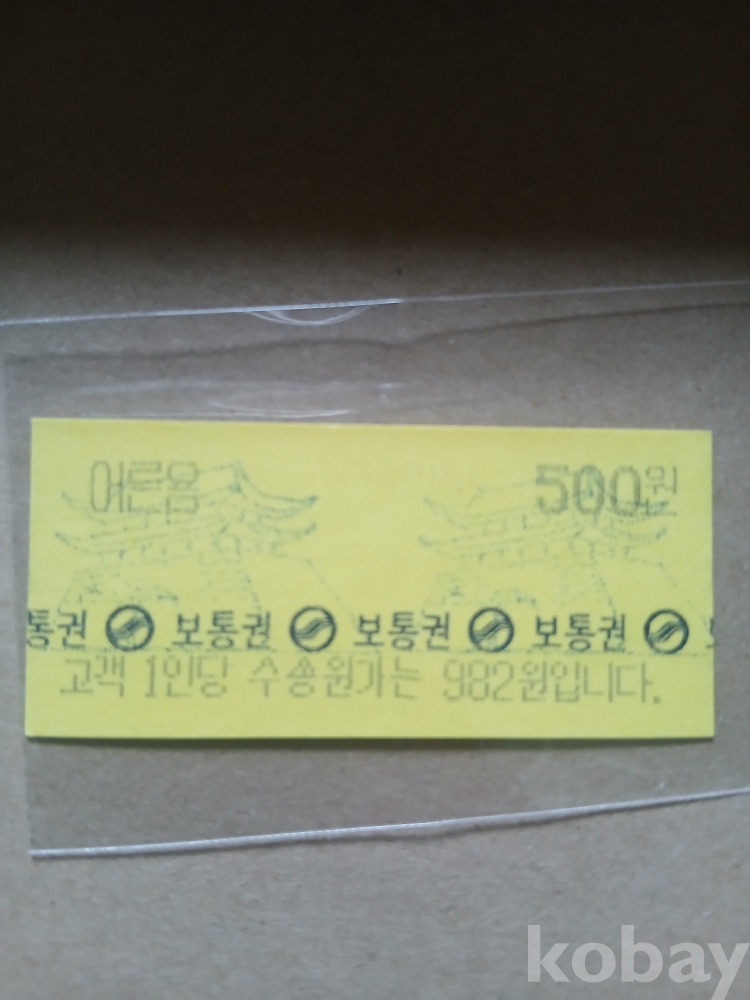 어른용 500원
통권 보통권 보통권 보통권
고객 1인당 수송원가는 982원입니다.
kobay